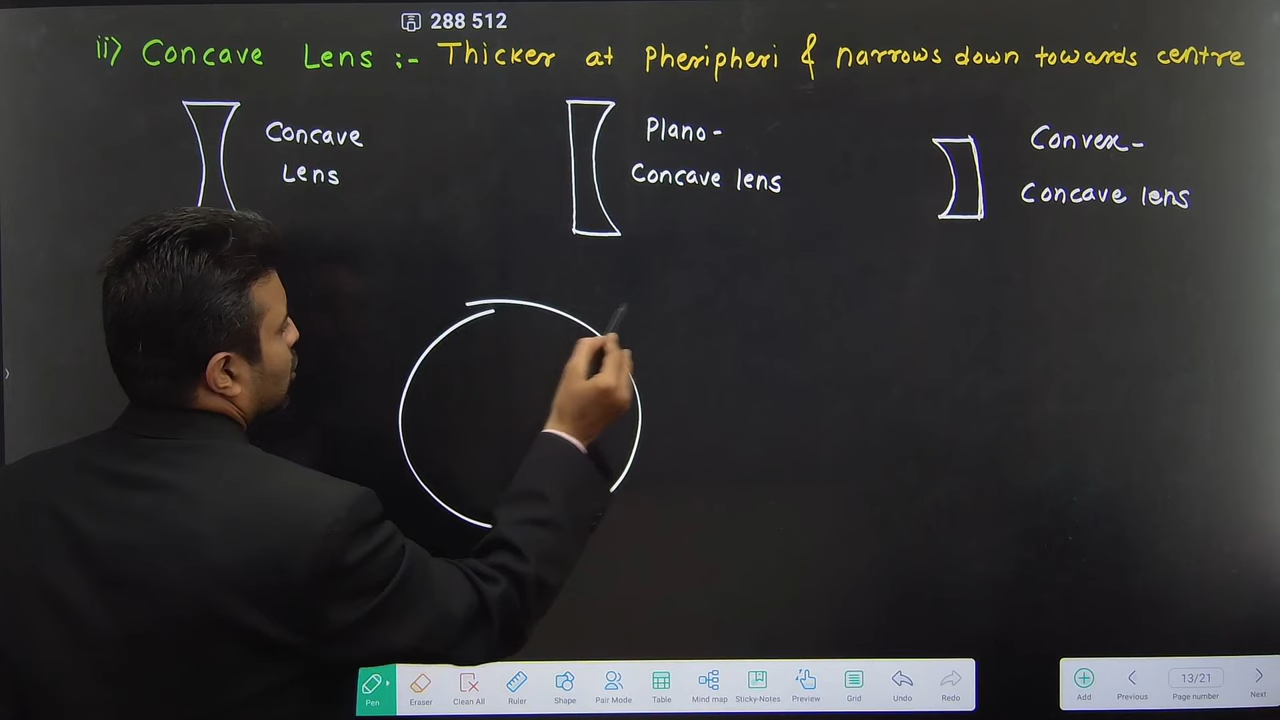 288 512
ii) Concave Lens :- Thicker at Pheripheri & narrows down towards centre
Concave
Lens
Plano-
Concave lens
Convex-
Concave lens
Pen
Eraser
Clean All
Ruler
Shape
Pair Mode
Table
Mind map
Sticky-Notes
Preview
Grid
Undo
Redo
Add
Previous
13/21
Page number
Next